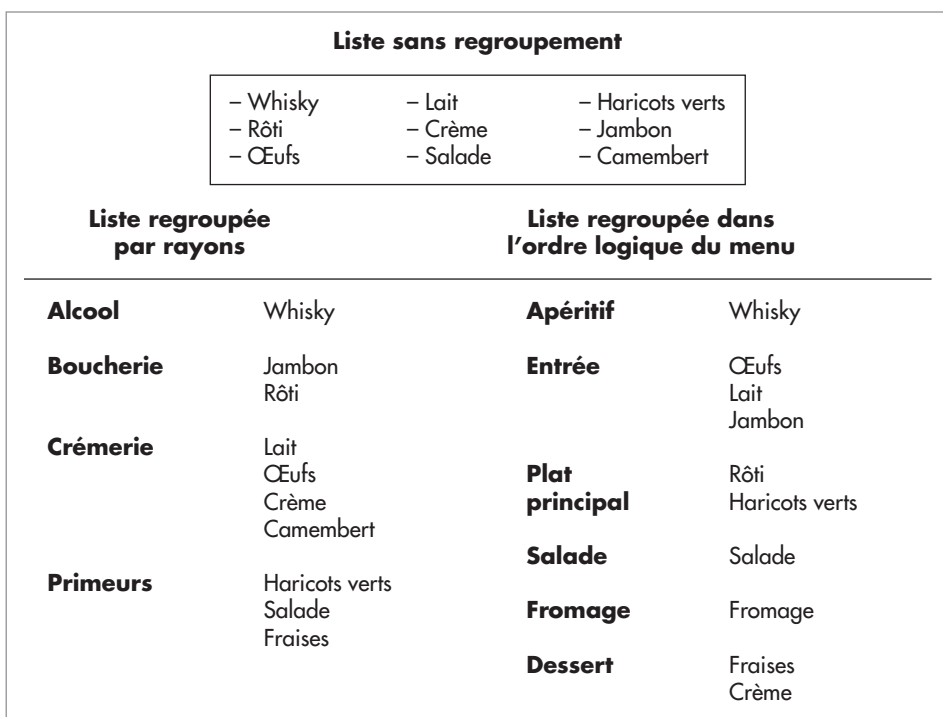 Liste sans regroupement
– Whisky – Lait – Haricots verts
– Rôti – Crème – Jambon
– Œufs – Salade – Camembert
Liste regroupée
par rayons
Liste regroupée dans
l’ordre logique du menu
Alcool Whisky
Boucherie Jambon
Rôti
Crémerie Lait
Œufs
Crème
Camembert
Primeurs Haricots verts
Salade
Fraises
Apéritif Whisky
Entrée Œufs
Lait
Jambon
Plat Rôti
principal Haricots verts
Salade Salade
Fromage Fromage
Dessert Fraises
Crème